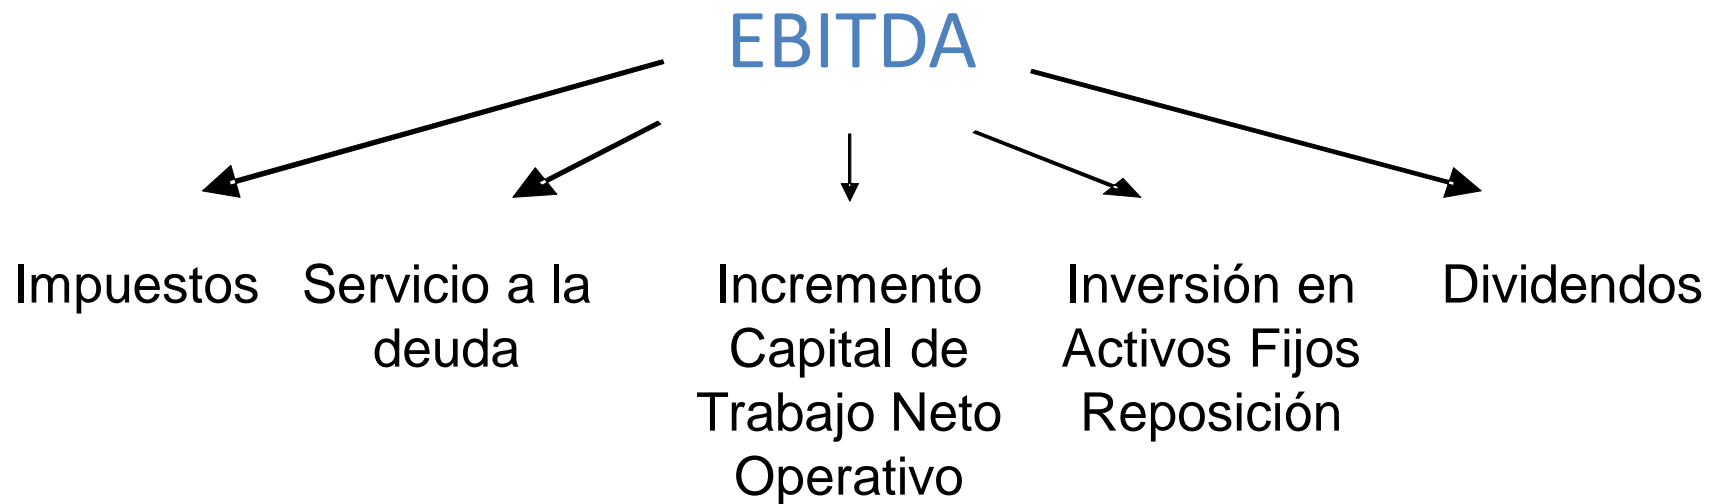 EBITDA
Impuestos
Servicio a la
deuda
Incremento
Capital de
Trabajo Neto
Operativo
Inversión en
Activos Fijos
Reposición
Dividendos